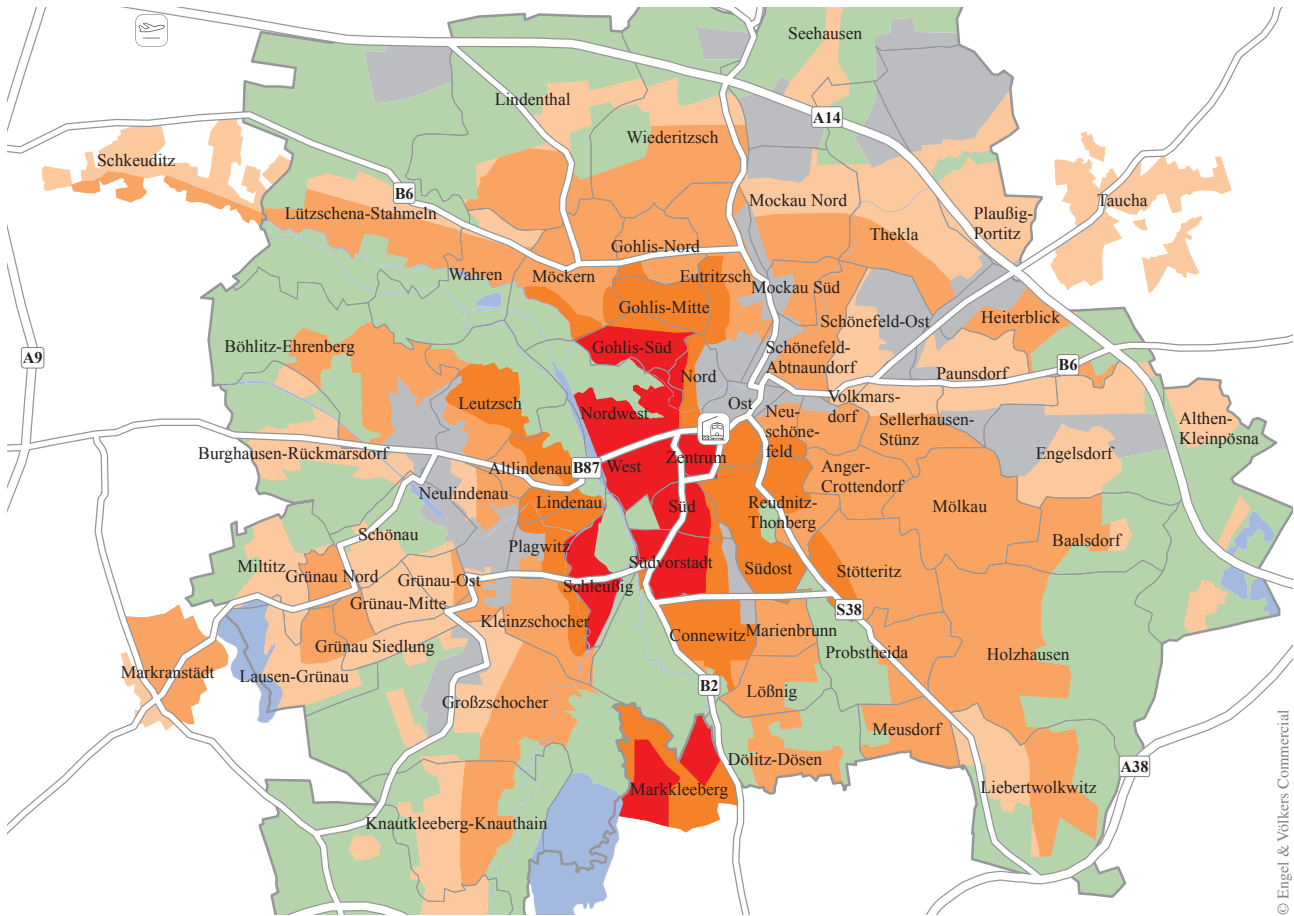 Seehausen
Lindenthal
A14
Wiederitzsch
Schkeuditz
B6
Mockau Nord
Taucha
Lützschena-Stahmeln
Plaußig-
Portitz
Thekla
Gohlis-Nord
Wahren
Möckern
Eutritzsch
Mockau Süd
Gohlis-Mitte
Schönefeld-Ost
Heiterblick
Böhlitz-Ehrenberg
Gohlis-Süd
Schönefeld-
Abtnaundorf
A9
Nord
Paunsdorf
B6
Leutzsch
Nordwest
Ost
Volkmars-
dorf
Neu-
schöne-
feld
Sellerhausen-
Stünz
Althen-
Kleinpösna
Burghausen-Rückmarsdorf
Altlindenau
B87
West
Zentrum
Engelsdorf
Anger-
Crottendorf
Neulindenau
Lindenau
Süd
Reudnitz-
Thonberg
Mölkau
Schönau
Plagwitz
Baalsdorf
Miltitz
Grünau Nord
Grünau-Ost
Südvorstadt
Südost
Stötteritz
Schleußig
Grünau-Mitte
S38
Kleinzschocher
Connewitz
Marienbrunn
Grünau Siedlung
Probstheida
Holzhausen
Markranstädt
Lausen-Grünau
B2
Lößnig
Großzschocher
Meusdorf
Dölitz-Dösen
A38
Markkleeberg
Liebertwolkwitz
Knautkleeberg-Knauthain
© Engel & Völkers Commercial